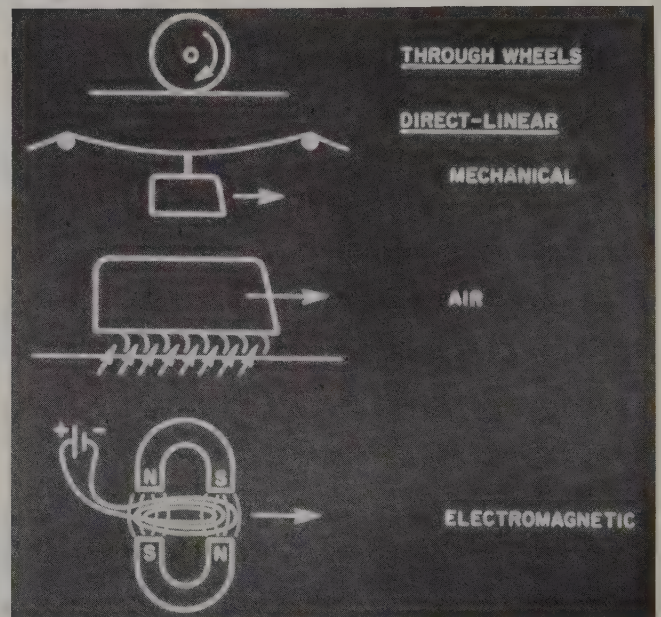 THROUGH WHEELS
DIRECT-LINEAR
MECHANICAL
AIR
+ -
N S
S N
ELECTROMAGNETIC